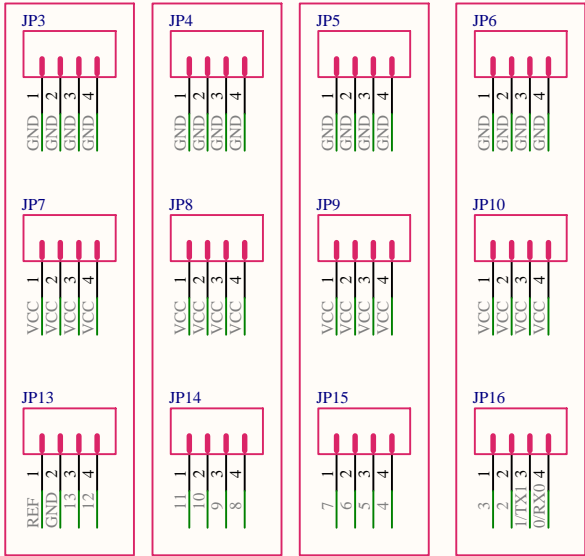 JP3 JP4 JP5 JP6
1 2 3 4 1 2 3 4 1 2 3 4 1 2 3 4
GND GND GND GND GND GND GND GND GND GND GND GND GND GND GND GND
JP7 JP8 JP9 JP10
1 2 3 4 1 2 3 4 1 2 3 4 1 2 3 4
VCC VCC VCC VCC VCC VCC VCC VCC VCC VCC VCC VCC VCC VCC VCC VCC
JP13 JP14 JP15 JP16
1 2 3 4 1 2 3 4 1 2 3 4 1 2 3 4
REF GND 13 12 11 10 9 8 7 6 5 4 3 2 1/TX1 0/RX0